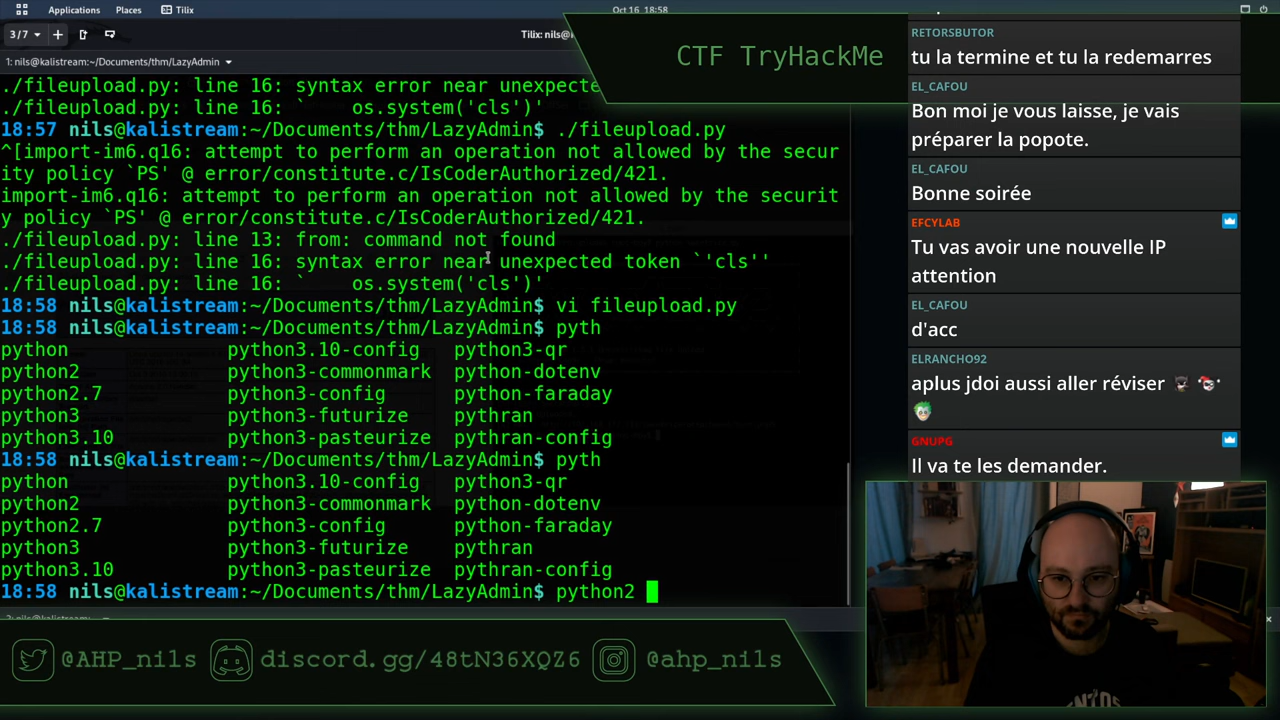 Applications Places Tilix
Oct 16 18:58
3/7
Tilix: nils@
1: nils@kalistream:~/Documents/thm/LazyAdmin
./fileupload.py: line 16: syntax error near unexpecte
./fileupload.py: line 16: `    os.system('cls')'
18:57 nils@kalistream:~/Documents/thm/LazyAdmin$ ./fileupload.py
^[import-im6.q16: attempt to perform an operation not allowed by the secur
ity policy `PS' @ error/constitute.c/IsCoderAuthorized/421.
import-im6.q16: attempt to perform an operation not allowed by the securit
y policy `PS' @ error/constitute.c/IsCoderAuthorized/421.
./fileupload.py: line 13: from: command not found
./fileupload.py: line 16: syntax error near unexpected token `'cls''
./fileupload.py: line 16: `    os.system('cls')'
18:58 nils@kalistream:~/Documents/thm/LazyAdmin$ vi fileupload.py
18:58 nils@kalistream:~/Documents/thm/LazyAdmin$ pyth
python python3.10-config python3-qr
python2 python3-commonmark python-dotenv
python2.7 python3-config python-faraday
python3 python3-futurize pythran
python3.10 python3-pasteurize pythran-config
18:58 nils@kalistream:~/Documents/thm/LazyAdmin$ pyth
python python3.10-config python3-qr
python2 python3-commonmark python-dotenv
python2.7 python3-config python-faraday
python3 python3-futurize pythran
python3.10 python3-pasteurize pythran-config
18:58 nils@kalistream:~/Documents/thm/LazyAdmin$ python2
CTF TryHackMe
RETORSBUTOR
tu la termine et tu la redemarres
EL_CAFOU
Bon moi je vous laisse, je vais
préparer la popote.
EL_CAFOU
Bonne soirée
EFCYLAB
Tu vas avoir une nouvelle IP
attention
EL_CAFOU
d'acc
ELRANCHO92
aplus jdoi aussi aller réviser
GNUPG
Il va te les demander.
@AHP_nils discord.gg/48tN36XQZ6 @ahp_nils